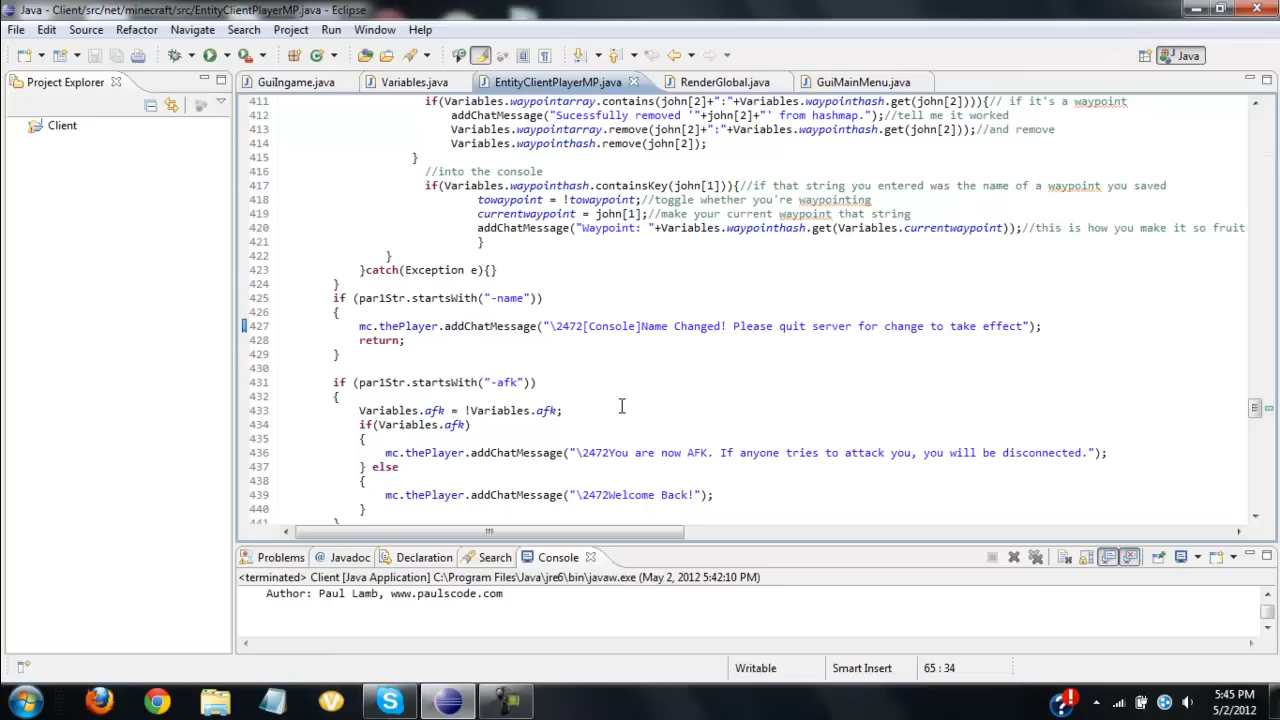 Java - Client/src/net/minecraft/src/EntityClientPlayerMP.java - Eclipse
File Edit Source Refactor Navigate Search Project Run Window Help
Java
Project Explorer
Client
GuiIngame.java Variables.java EntityClientPlayerMP.java RenderGlobal.java GuiMainMenu.java
411 if(Variables.waypointarray.contains(john[2]+":"+Variables.waypointhash.get(john[2]))){// if it's a waypoint
412 addChatMessage("Sucessfully removed '"+john[2]+"' from hashmap.");//tell me it worked
413 Variables.waypointarray.remove(john[2]+":"+Variables.waypointhash.get(john[2]));//and remove
414 Variables.waypointhash.remove(john[2]);
415 }
416 //into the console
417 if(Variables.waypointhash.containsKey(john[1])){//if that string you entered was the name of a waypoint you saved
418 towaypoint = !towaypoint;//toggle whether you're waypointing
419 currentwaypoint = john[1];//make your current waypoint that string
420 addChatMessage("Waypoint: "+Variables.waypointhash.get(Variables.currentwaypoint));//this is how you make it so fruit
421 }
422 }
423 }catch(Exception e){}
424 }
425 if (par1Str.startsWith("-name"))
426 {
427 mc.thePlayer.addChatMessage("\2472[Console]Name Changed! Please quit server for change to take effect");
428 return;
429 }
430
431 if (par1Str.startsWith("-afk"))
432 {
433 Variables.afk = !Variables.afk;
434 if(Variables.afk)
435 {
436 mc.thePlayer.addChatMessage("\2472You are now AFK. If anyone tries to attack you, you will be disconnected.");
437 } else
438 {
439 mc.thePlayer.addChatMessage("\2472Welcome Back!");
440 }
441 }
Problems Javadoc Declaration Search Console
<terminated> Client [Java Application] C:\Program Files\Java\jre6\bin\javaw.exe (May 2, 2012 5:42:10 PM)
Author: Paul Lamb, www.paulscode.com
Writable Smart Insert 65 : 34
5:45 PM
5/2/2012